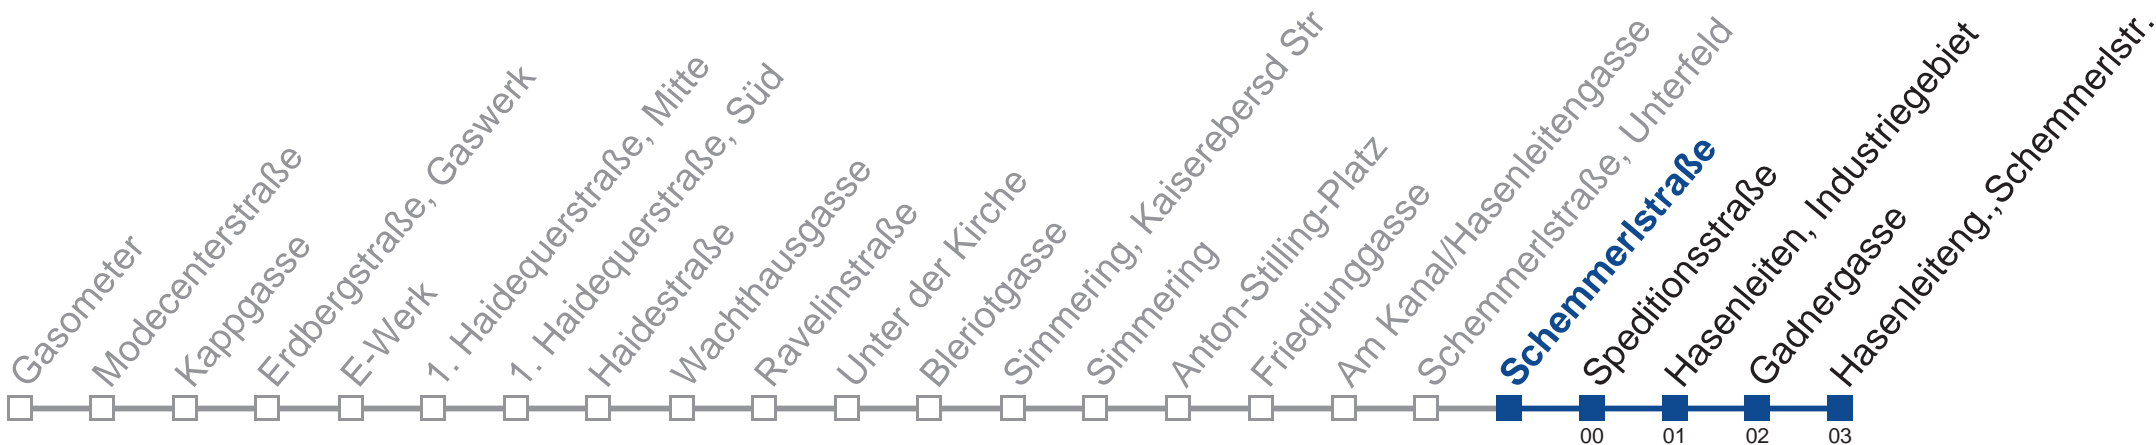 Gasometer
Modecenterstraße
Kappgasse
Erdbergstraße, Gaswerk
E-Werk
1. Haidequerstraße, Mitte
1. Haidequerstraße, Süd
Haidestraße
Wachthausgasse
Ravelinstraße
Unter der Kirche
Bleriotgasse
Simmering, Kaiserebersd Str
Simmering
Anton-Stilling-Platz
Friedjunggasse
Am Kanal/Hasenleitengasse
Schemmerlstraße, Unterfeld
Schemmerlstraße
Speditionsstraße
Hasenleiten, Industriegebiet
Gadnergasse
Hasenleiteng.,Schemmerlstr.
00 01 02 03